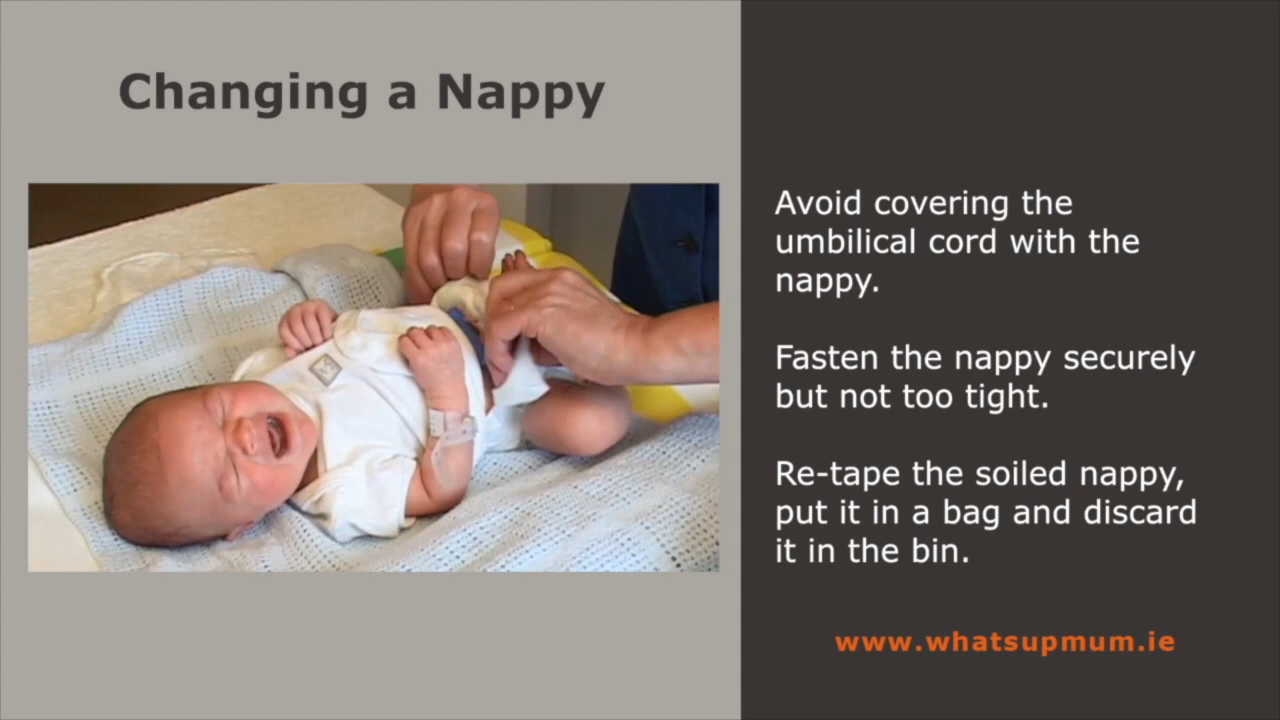 Changing a Nappy
Avoid covering the
umbilical cord with the
nappy.
Fasten the nappy securely
but not too tight.
Re-tape the soiled nappy,
put it in a bag and discard
it in the bin.
www.whatsupmum.ie